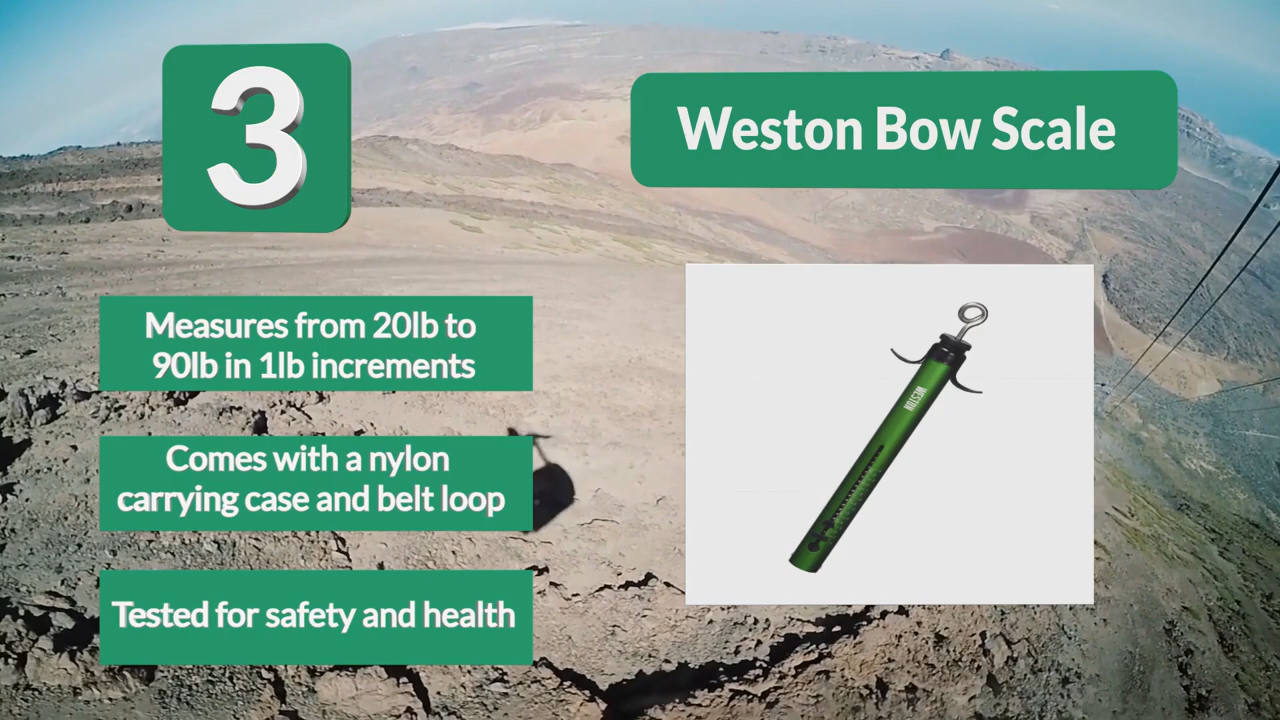 3
Weston Bow Scale
Measures from 20lb to
90lb in 1lb increments
Comes with a nylon
carrying case and belt loop
Tested for safety and health
WESTON